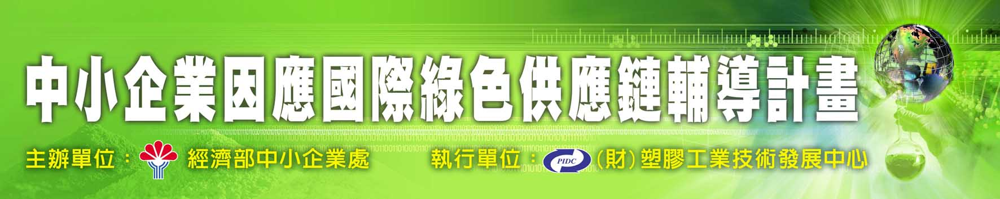 中小企業因應國際綠色供應鏈輔導計畫
主辦單位：經濟部中小企業處 執行單位：PIDC (財)塑膠工業技術發展中心